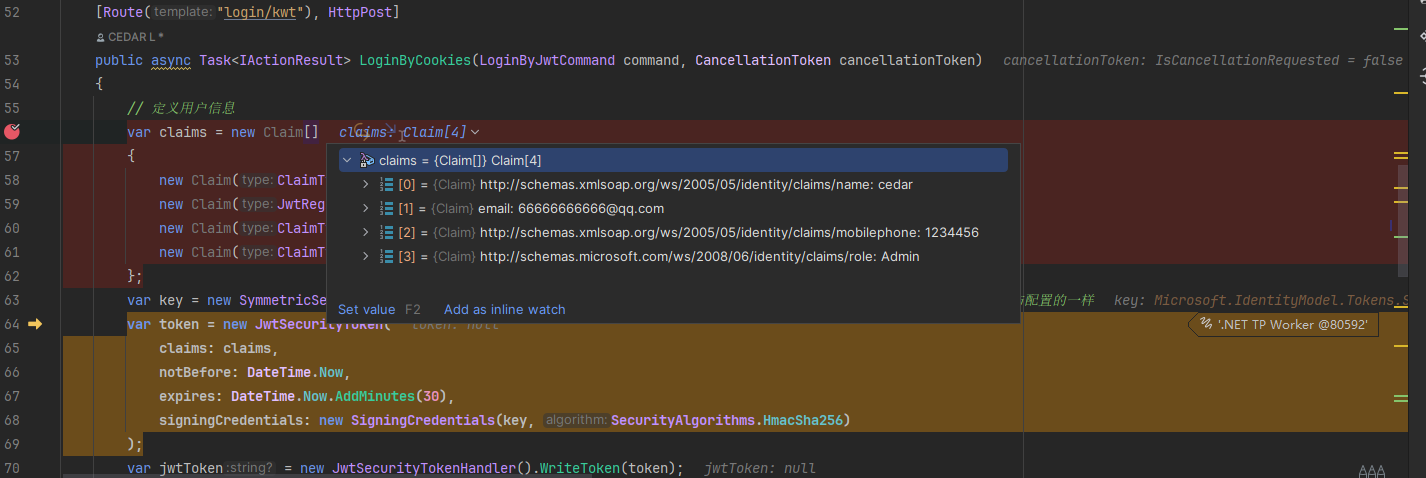 52 [Route(template:"login/kwt"), HttpPost]
CEDAR L *
53 public async Task<IActionResult> LoginByCookies(LoginByJwtCommand command, CancellationToken cancellationToken) cancellationToken: IsCancellationRequested = false
54 {
55 // 定义用户信息
var claims = new Claim[] claims: Claim[4]
57 {
claims = {Claim[]} Claim[4]
58 new Claim(type:ClaimT
[0] = {Claim} http://schemas.xmlsoap.org/ws/2005/05/identity/claims/name: cedar
59 new Claim(type:JwtReg
[1] = {Claim} email: 66666666666@qq.com
60 new Claim(type:ClaimT
[2] = {Claim} http://schemas.xmlsoap.org/ws/2005/05/identity/claims/mobilephone: 1234456
61 new Claim(type:ClaimT
[3] = {Claim} http://schemas.microsoft.com/ws/2008/06/identity/claims/role: Admin
62 };
Set value F2 Add as inline watch
63 var key = new SymmetricSe 配置的一样 key: Microsoft.IdentityModel.Tokens.S
64 var token = new JwtSecurityToken( token: null
'.NET TP Worker @80592'
65 claims: claims,
66 notBefore: DateTime.Now,
67 expires: DateTime.Now.AddMinutes(30),
68 signingCredentials: new SigningCredentials(key, algorithm:SecurityAlgorithms.HmacSha256)
69 );
70 var jwtToken:string? = new JwtSecurityTokenHandler().WriteToken(token); jwtToken: null